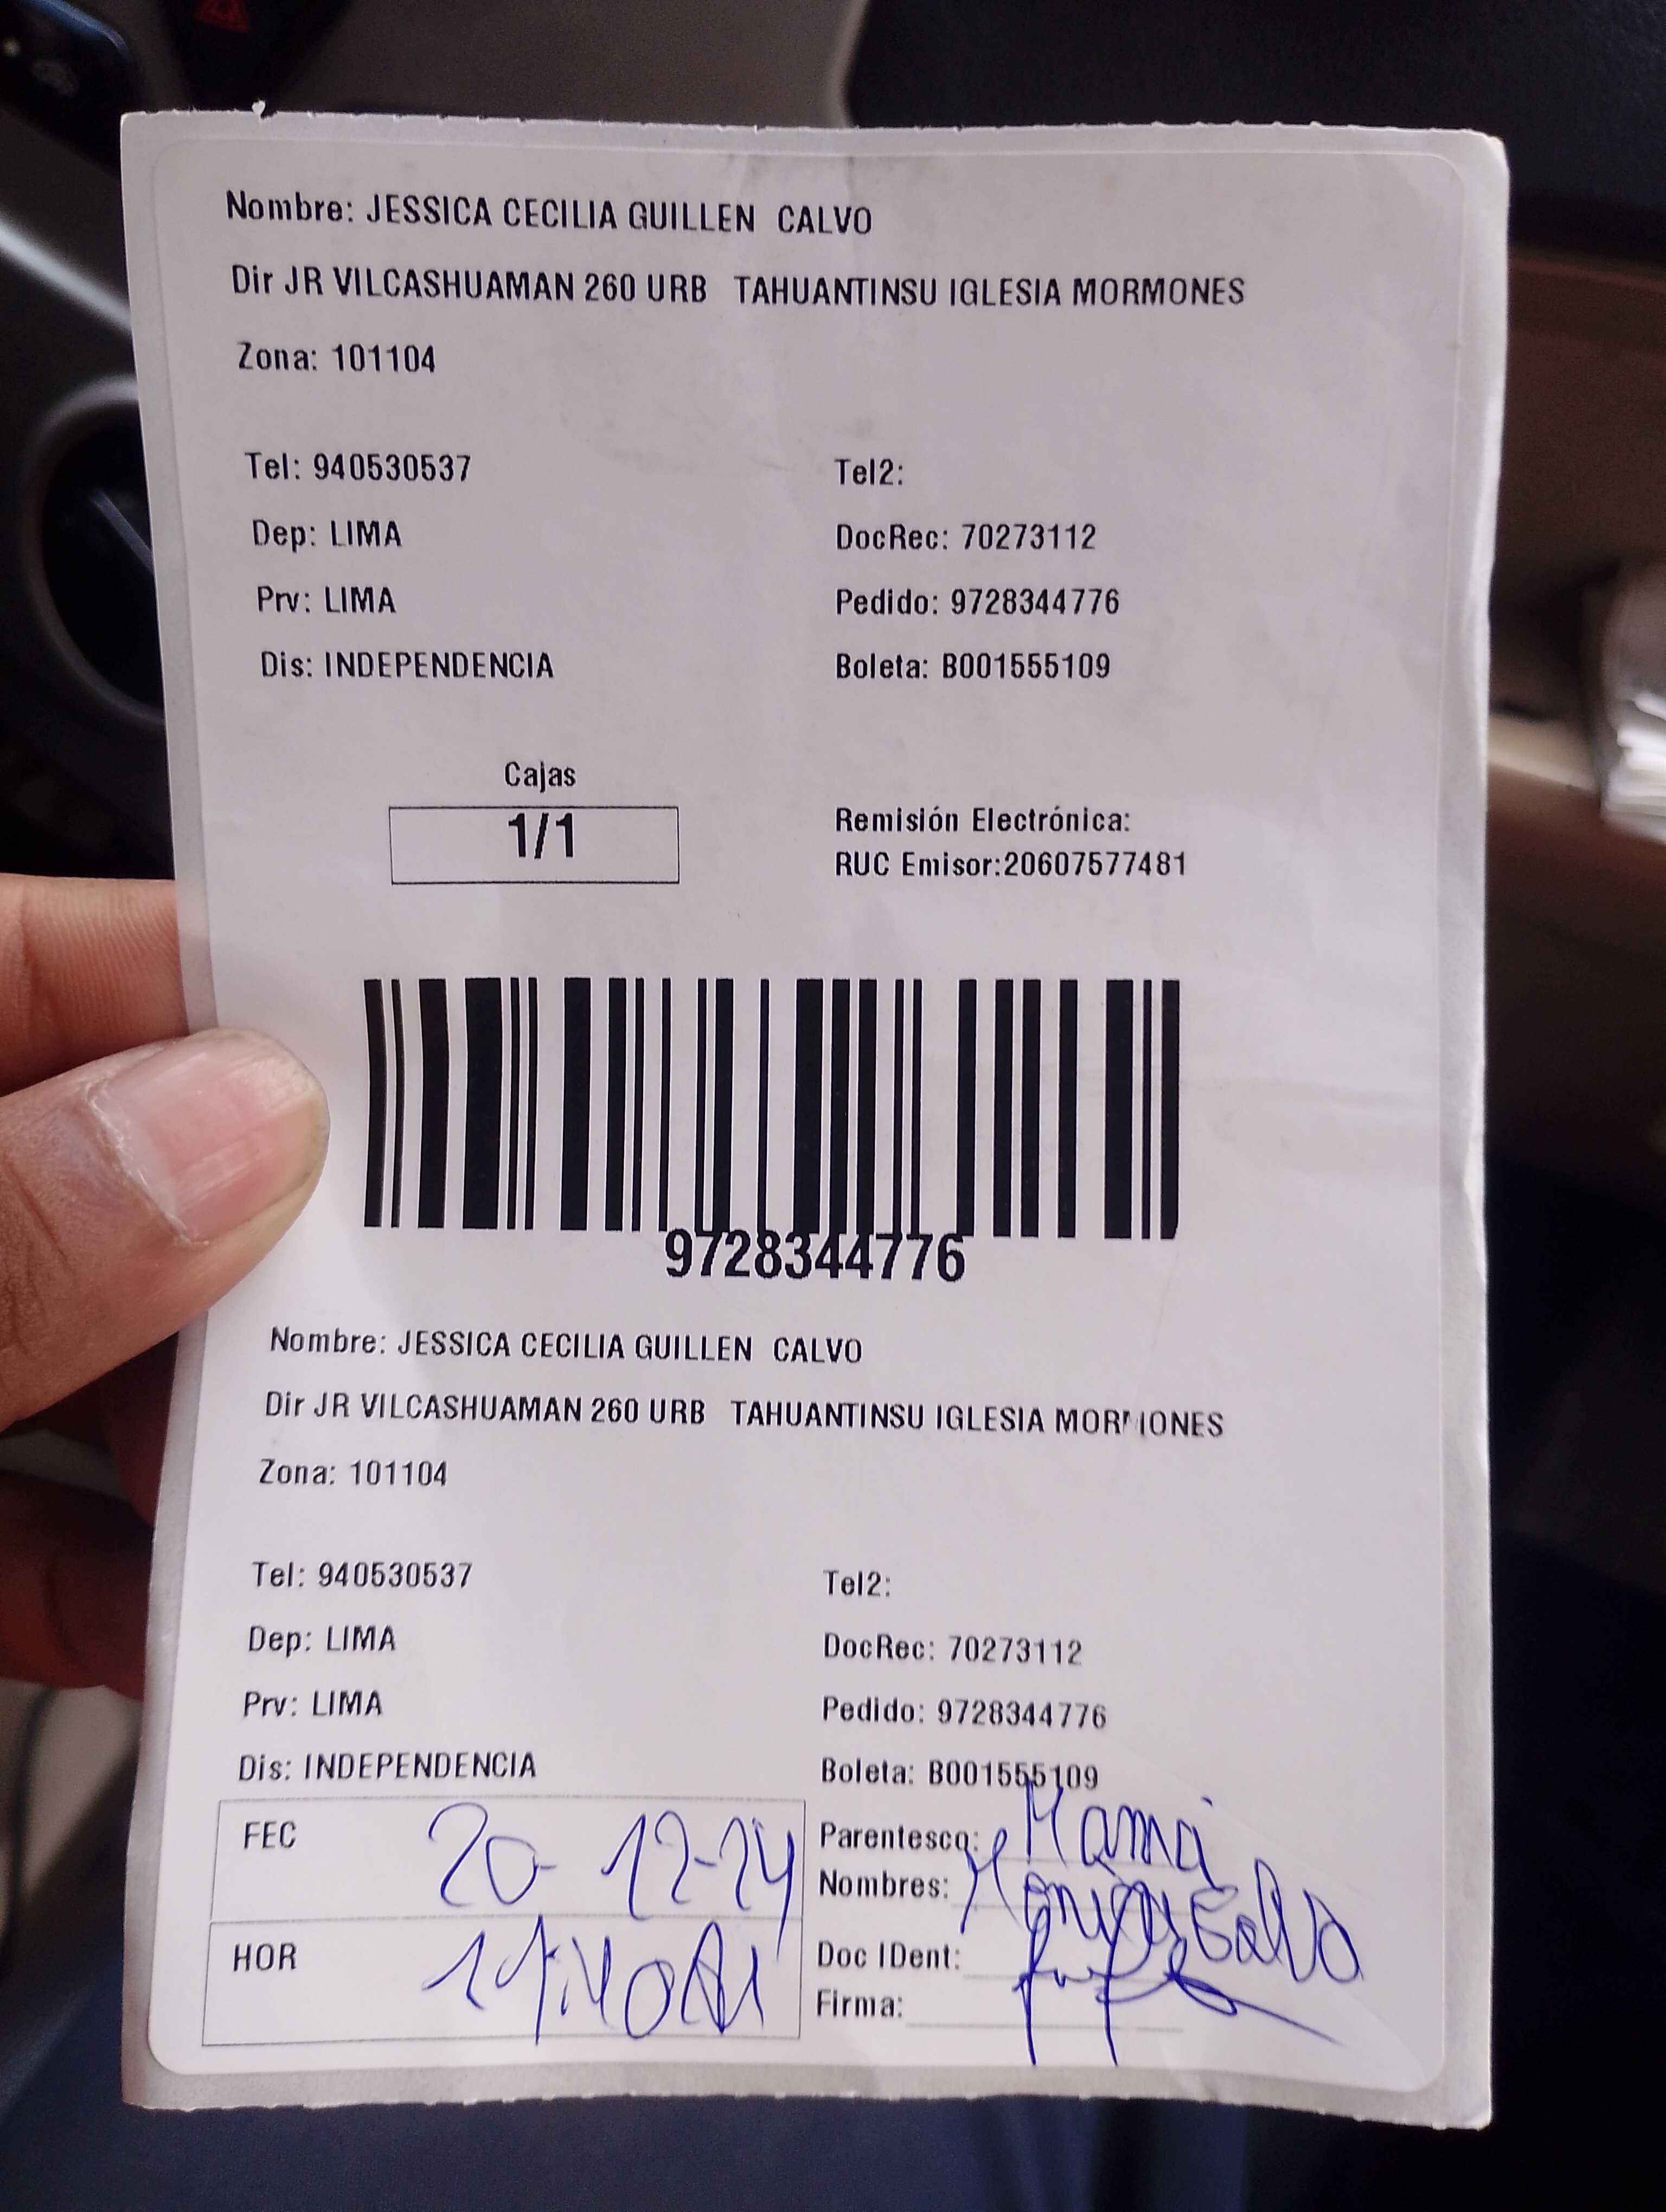 Nombre: JESSICA CECILIA GUILLEN CALVO
Dir JR VILCASHUAMAN 260 URB TAHUANTINSU IGLESIA MORMONES
Zona: 101104
Tel: 940530537 Tel2:
Dep: LIMA DocRec: 70273112
Prv: LIMA Pedido: 9728344776
Dis: INDEPENDENCIA Boleta: B001555109
Cajas
1/1
Remisión Electrónica:
RUC Emisor:20607577481
9728344776
Nombre: JESSICA CECILIA GUILLEN CALVO
Dir JR VILCASHUAMAN 260 URB TAHUANTINSU IGLESIA MORMONES
Zona: 101104
Tel: 940530537 Tel2:
Dep: LIMA DocRec: 70273112
Prv: LIMA Pedido: 9728344776
Dis: INDEPENDENCIA Boleta: B001555109
FEC 20-12-24 Parentesco: Mama
Nombres: Calvo
HOR Doc IDent:
Firma: